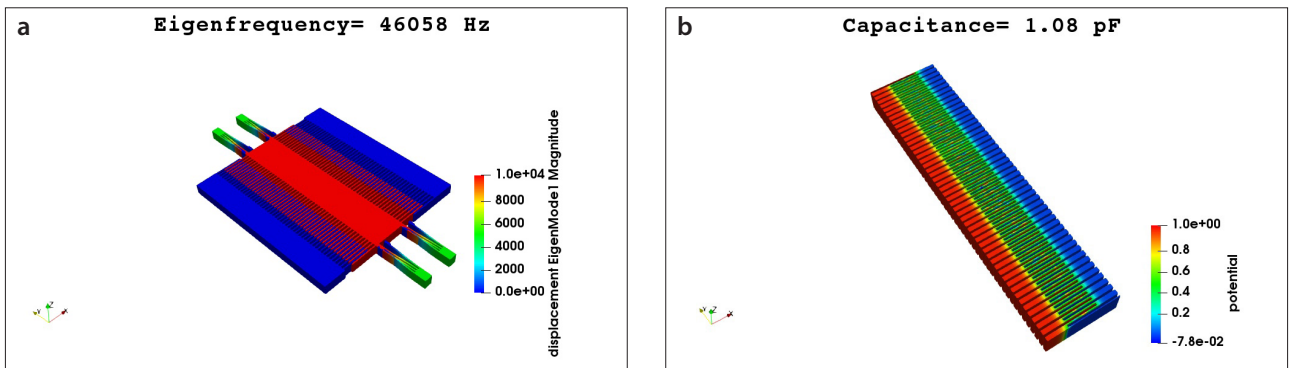 a
Eigenfrequency= 46058 Hz
displacement EigenMode1 Magnitude
1.0e+04
8000
6000
4000
2000
0.0e+00
Y
Z
X
b
Capacitance= 1.08 pF
1.0e+00
0.8
0.6
0.4
0.2
-7.8e-02
potential
Y
Z
X